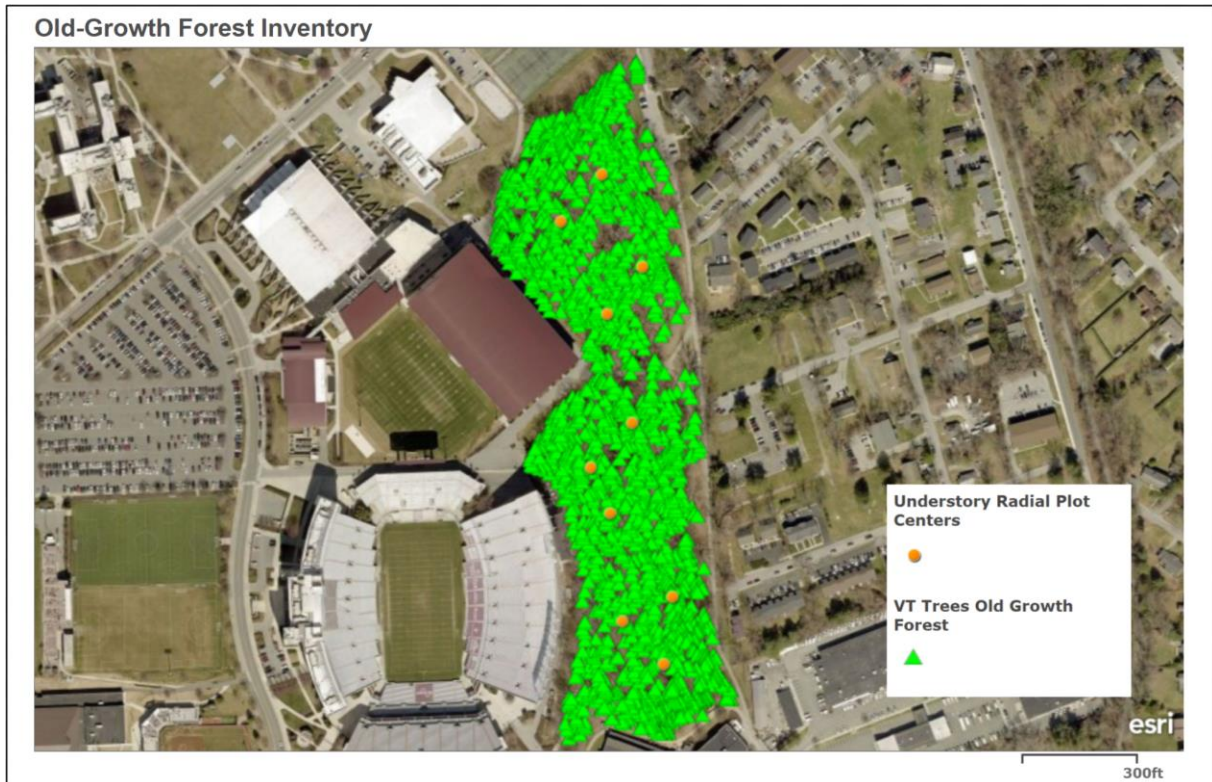 Old-Growth Forest Inventory
Understory Radial Plot
Centers
VT Trees Old Growth
Forest
esri
300ft